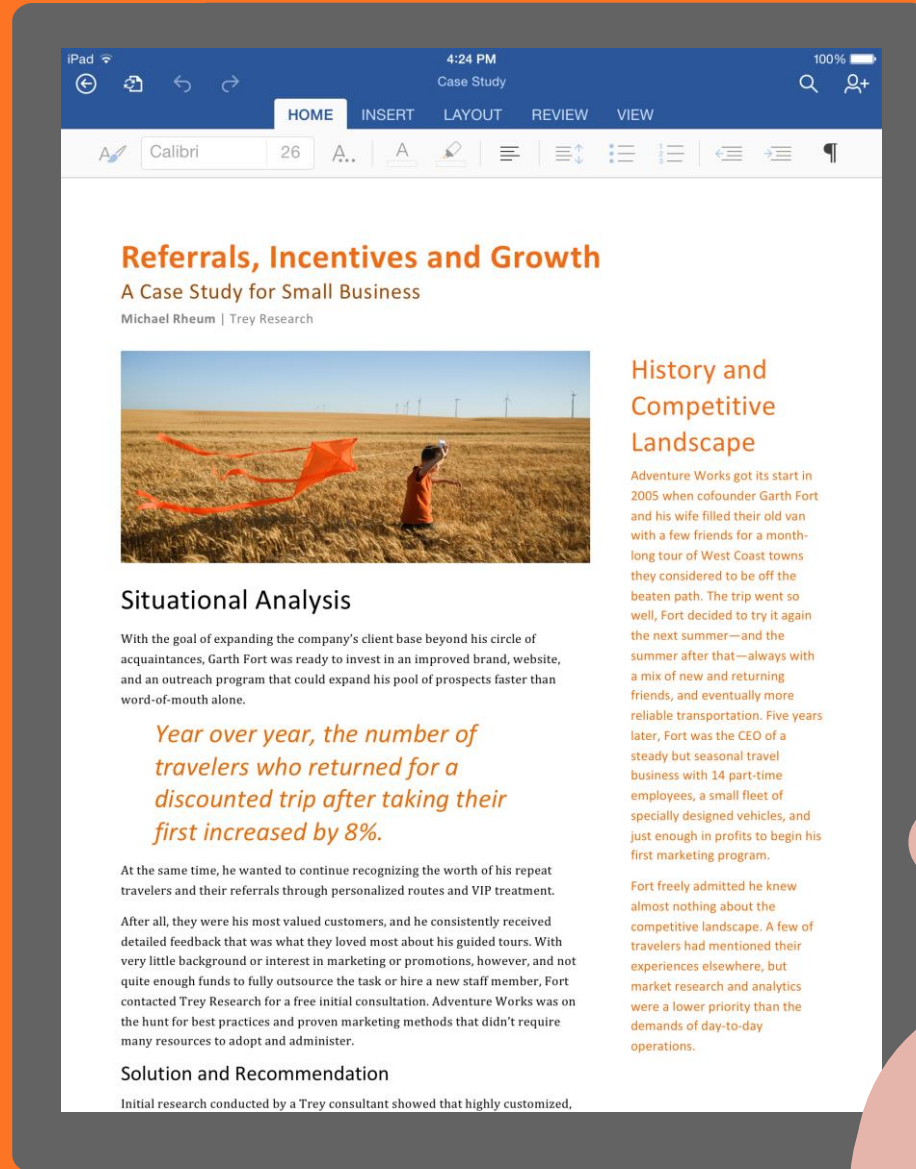 iPad
4:24 PM
100%
Case Study
HOME INSERT LAYOUT REVIEW VIEW
Calibri 26 A.. A
Referrals, Incentives and Growth
A Case Study for Small Business
Michael Rheum | Trey Research
Situational Analysis
With the goal of expanding the company's client base beyond his circle of
acquaintances, Garth Fort was ready to invest in an improved brand, website,
and an outreach program that could expand his pool of prospects faster than
word-of-mouth alone.
Year over year, the number of
travelers who returned for a
discounted trip after taking their
first increased by 8%.
At the same time, he wanted to continue recognizing the worth of his repeat
travelers and their referrals through personalized routes and VIP treatment.
After all, they were his most valued customers, and he consistently received
detailed feedback that was what they loved most about his guided tours. With
very little background or interest in marketing or promotions, however, and not
quite enough funds to fully outsource the task or hire a new staff member, Fort
contacted Trey Research for a free initial consultation. Adventure Works was on
the hunt for best practices and proven marketing methods that didn't require
many resources to adopt and administer.
Solution and Recommendation
Initial research conducted by a Trey consultant showed that highly customized,
History and
Competitive
Landscape
Adventure Works got its start in
2005 when cofounder Garth Fort
and his wife filled their old van
with a few friends for a month-
long tour of West Coast towns
they considered to be off the
beaten path. The trip went so
well, Fort decided to try it again
the next summer—and the
summer after that—always with
a mix of new and returning
friends, and eventually more
reliable transportation. Five years
later, Fort was the CEO of a
steady but seasonal travel
business with 14 part-time
employees, a small fleet of
specially designed vehicles, and
just enough in profits to begin his
first marketing program.
Fort freely admitted he knew
almost nothing about the
competitive landscape. A few of
travelers had mentioned their
experiences elsewhere, but
market research and analytics
were a lower priority than the
demands of day-to-day
operations.